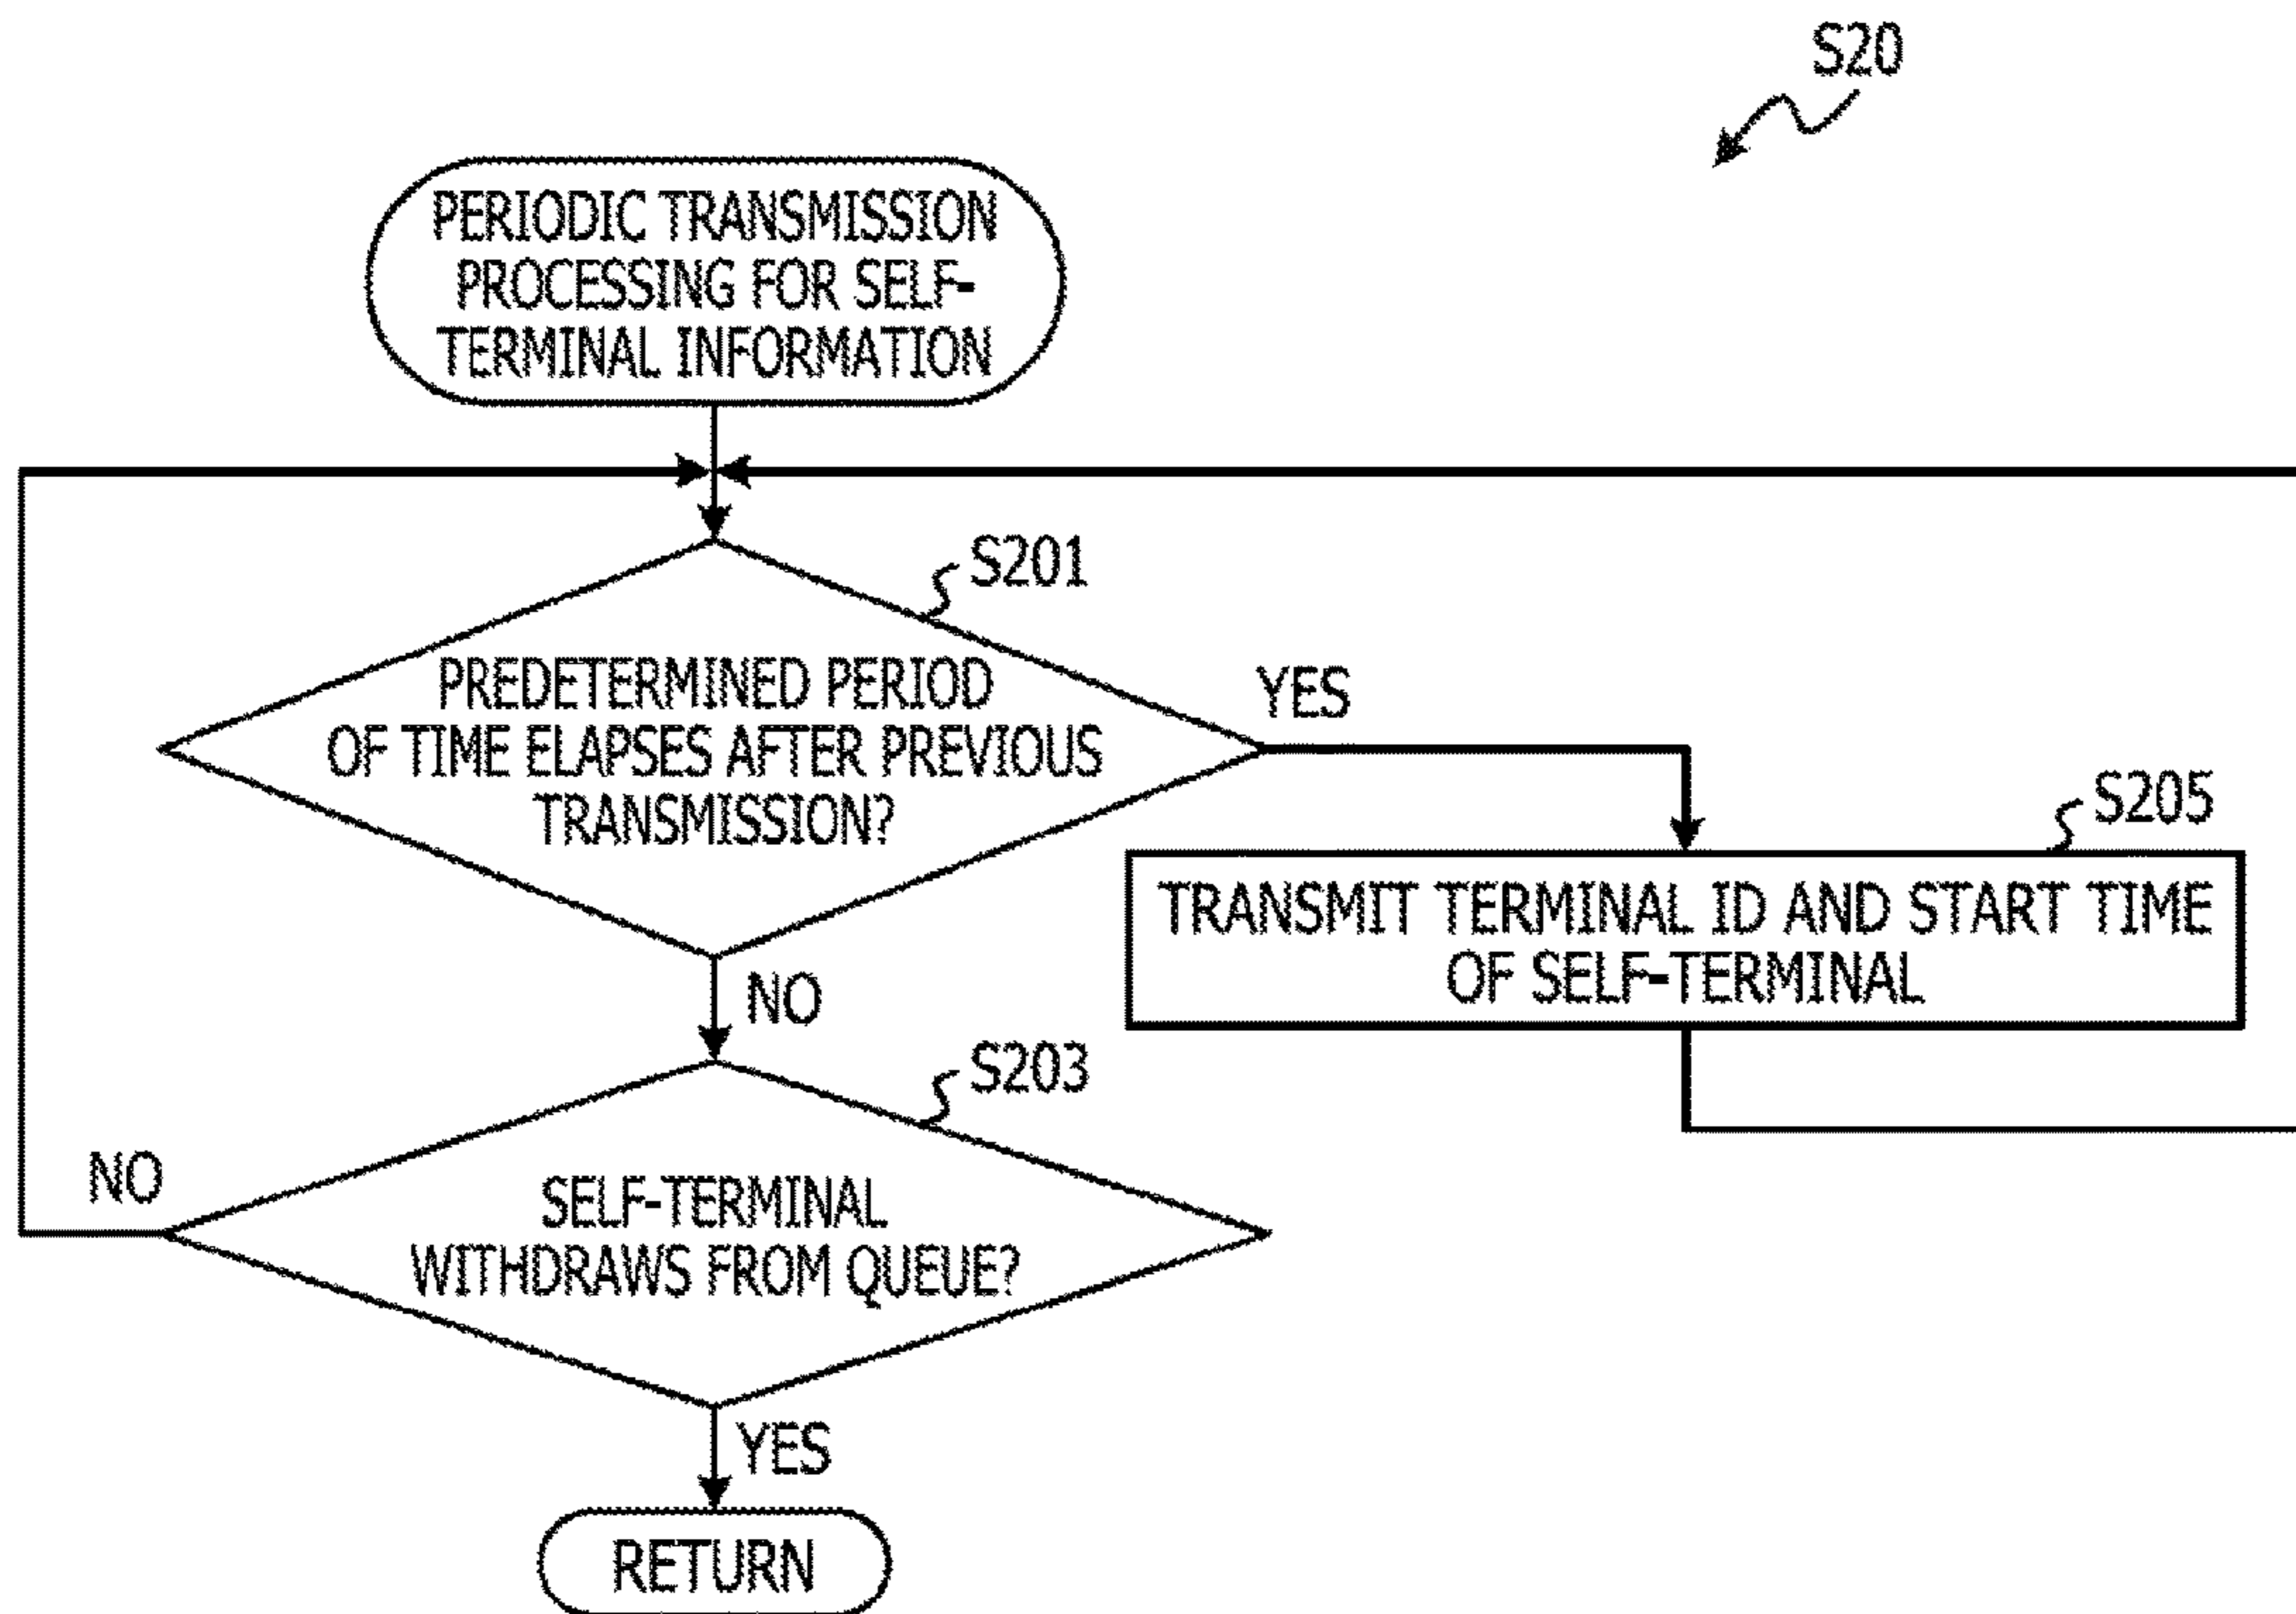 S20
PERIODIC TRANSMISSION
PROCESSING FOR SELF-
TERMINAL INFORMATION
S201
PREDETERMINED PERIOD
OF TIME ELAPSES AFTER PREVIOUS
TRANSMISSION?
YES
S205
TRANSMIT TERMINAL ID AND START TIME
OF SELF-TERMINAL
NO
S203
NO
SELF-TERMINAL
WITHDRAWS FROM QUEUE?
YES
RETURN